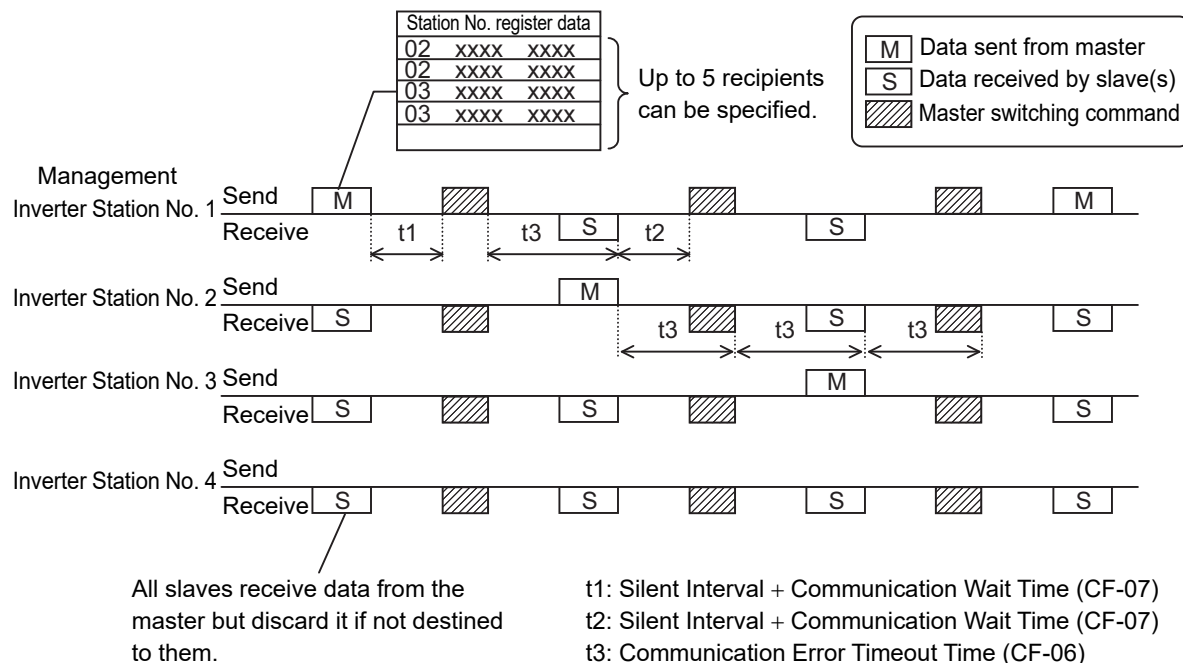 Station No. register data
02 xxxx xxxx
02 xxxx xxxx
03 xxxx xxxx
03 xxxx xxxx
Up to 5 recipients
can be specified.
M Data sent from master
S Data received by slave(s)
Master switching command
Management
Inverter Station No. 1
Send
Receive
M
t1
t3
S
t2
S
M
Inverter Station No. 2
Send
Receive
S
M
t3
t3
S
t3
S
Inverter Station No. 3
Send
Receive
S
S
M
S
Inverter Station No. 4
Send
Receive
S
S
S
S
All slaves receive data from the
master but discard it if not destined
to them.
t1: Silent Interval + Communication Wait Time (CF-07)
t2: Silent Interval + Communication Wait Time (CF-07)
t3: Communication Error Timeout Time (CF-06)